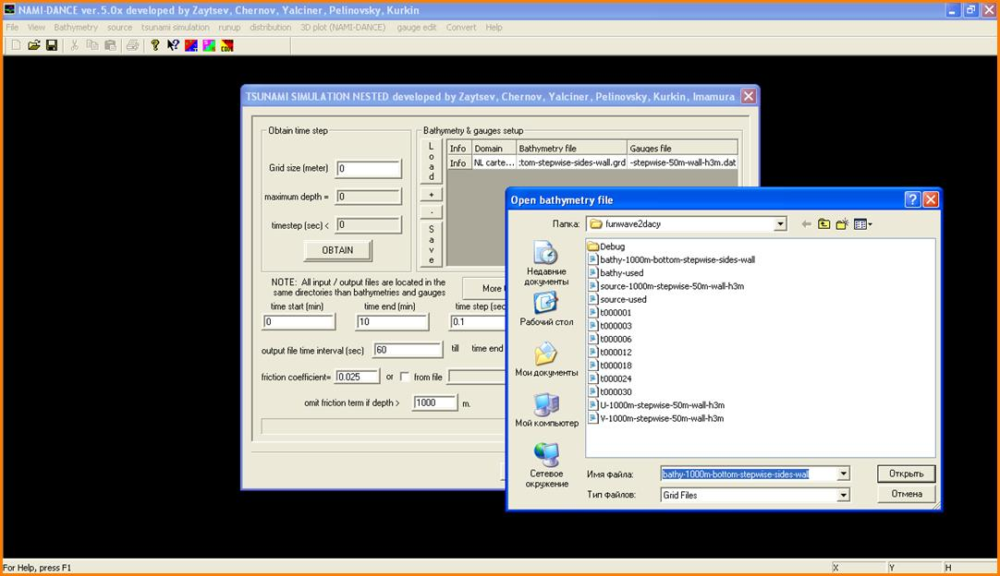 NAMI-DANCE ver.5.0x developed by Zaytsev, Chernov, Yalciner, Pelinovsky, Kurkin
File View Bathymetry source tsunami simulation runup distribution 3D plot (NAMI-DANCE) gauge edit Convert Help
TSUNAMI SIMULATION NESTED developed by Zaytsev, Chernov, Yalciner, Pelinovsky, Kurkin, Imamura
Obtain time step
Grid size (meter) 0
maximum depth = 0
timestep (sec) < 0
OBTAIN
Bathymetry & gauges setup
Load
+
-
Save
Info Domain Bathymetry file Gauges file
Info NL carte... :tom-stepwise-sides-wall.grd -stepwise-50m-wall-h3m.dat
NOTE: All input / output files are located in the
same directories than bathymetries and gauges
More
time start (min) time end (min) time step (sec
0 10 0.1
output file time interval (sec) 60 till time end
friction coefficient= 0.025 or from file
omit friction term if depth > 1000 m.
Open bathymetry file
Папка: funwave2dacy
Недавние
документы
Рабочий стол
Мои документы
Мой компьютер
Сетевое
окружение
Debug
bathy-1000m-bottom-stepwise-sides-wall
bathy-used
source-1000m-stepwise-50m-wall-h3m
source-used
t000001
t000003
t000006
t000012
t000018
t000024
t000030
U-1000m-stepwise-50m-wall-h3m
V-1000m-stepwise-50m-wall-h3m
Имя файла: bathy-1000m-bottom-stepwise-sides-wall Открыть
Тип файлов: Grid Files Отмена
For Help, press F1 X Y H